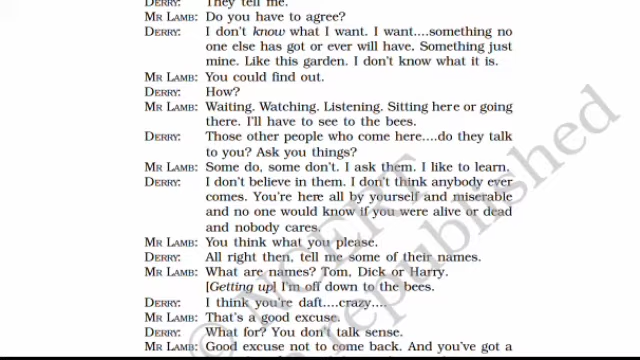 DERRY: They tell me.
MR LAMB: Do you have to agree?
DERRY: I don't know what I want. I want....something no
one else has got or ever will have. Something just
mine. Like this garden. I don't know what it is.
MR LAMB: You could find out.
DERRY: How?
MR LAMB: Waiting. Watching. Listening. Sitting here or going
there. I'll have to see to the bees.
DERRY: Those other people who come here....do they talk
to you? Ask you things?
MR LAMB: Some do, some don't. I ask them. I like to learn.
DERRY: I don't believe in them. I don't think anybody ever
comes. You're here all by yourself and miserable
and no one would know if you were alive or dead
and nobody cares.
MR LAMB: You think what you please.
DERRY: All right then, tell me some of their names.
MR LAMB: What are names? Tom, Dick or Harry.
[Getting up] I'm off down to the bees.
DERRY: I think you're daft....crazy....
MR LAMB: That's a good excuse.
DERRY: What for? You don't talk sense.
MR LAMB: Good excuse not to come back. And you've got a
© NCERT
republished